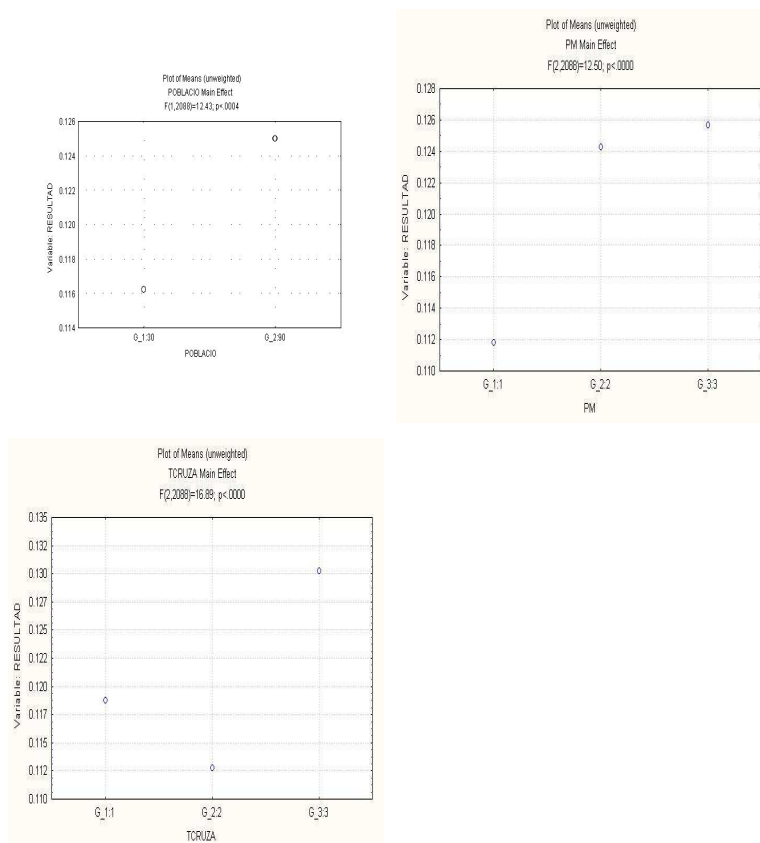 Plot of Means (unweighted)
POBLACIO Main Effect
F(1,2088)=12.43; p<.0004
0.126
0.124
0.122
0.120
0.118
0.116
0.114
Variable: RESULTAD
G_1:30 G_2:90
POBLACIO
Plot of Means (unweighted)
PM Main Effect
F(2,2088)=12.50; p<.0000
0.128
0.126
0.124
0.122
0.120
0.118
0.116
0.114
0.112
0.110
Variable: RESULTAD
G_1:1 G_2:2 G_3:3
PM
Plot of Means (unweighted)
TCRUZA Main Effect
F(2,2088)=16.89; p<.0000
0.135
0.132
0.130
0.127
0.125
0.122
0.120
0.117
0.115
0.112
0.110
Variable: RESULTAD
G_1:1 G_2:2 G_3:3
TCRUZA